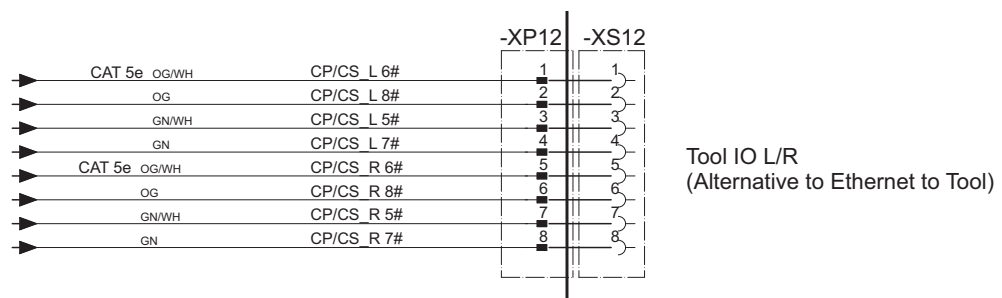 -XP12 -XS12
CAT 5e OG/WH CP/CS_L 6# 1 1
OG CP/CS_L 8# 2 2
GN/WH CP/CS_L 5# 3 3
GN CP/CS_L 7# 4 4
CAT 5e OG/WH CP/CS_R 6# 5 5
OG CP/CS_R 8# 6 6
GN/WH CP/CS_R 5# 7 7
GN CP/CS_R 7# 8 8
Tool IO L/R
(Alternative to Ethernet to Tool)